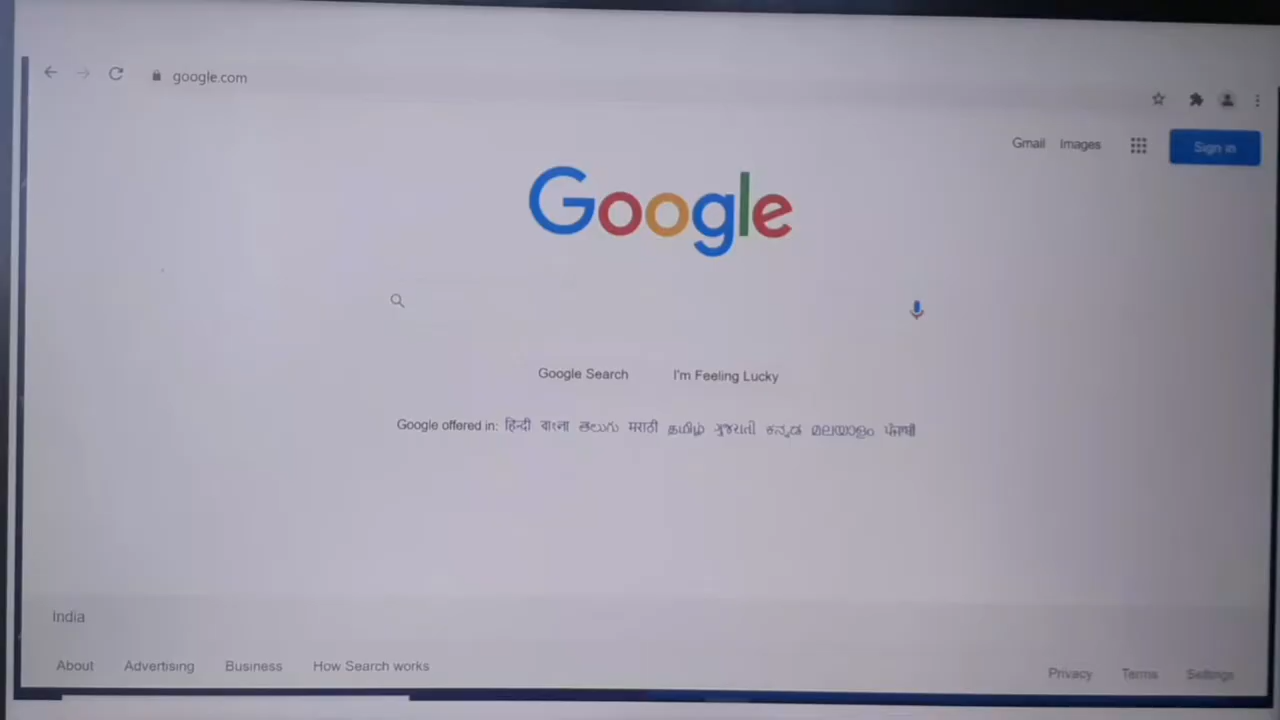 google.com
Gmail Images Sign in
Google
Google Search I'm Feeling Lucky
Google offered in: हिन्दी বাংলা తెలుగు मराठी தமிழ் ગુજરાતી ಕನ್ನಡ മലയാളം ਪੰਜਾਬੀ
India
About Advertising Business How Search works
Privacy Terms Settings